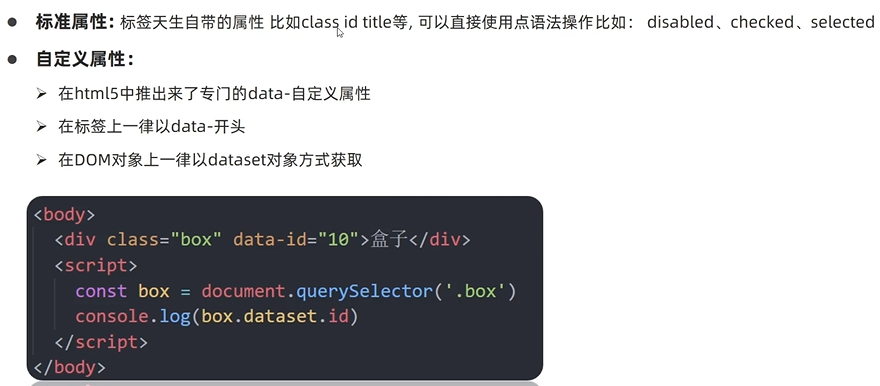 标准属性: 标签天生自带的属性 比如class id title等, 可以直接使用点语法操作比如： disabled、checked、selected
自定义属性：
在html5中推出来了专门的data-自定义属性
在标签上一律以data-开头
在DOM对象上一律以dataset对象方式获取
<body>
<div class="box" data-id="10">盒子</div>
<script>
const box = document.querySelector('.box')
console.log(box.dataset.id)
</script>
</body>